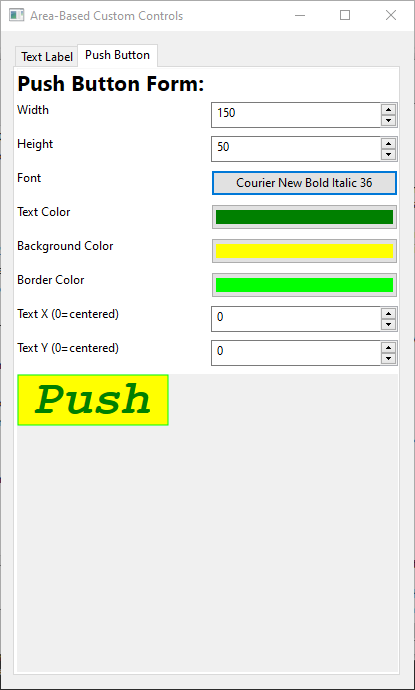 Area-Based Custom Controls
Text Label Push Button
Push Button Form:
Width 150
Height 50
Font Courier New Bold Italic 36
Text Color
Background Color
Border Color
Text X (0=centered) 0
Text Y (0=centered) 0
Push